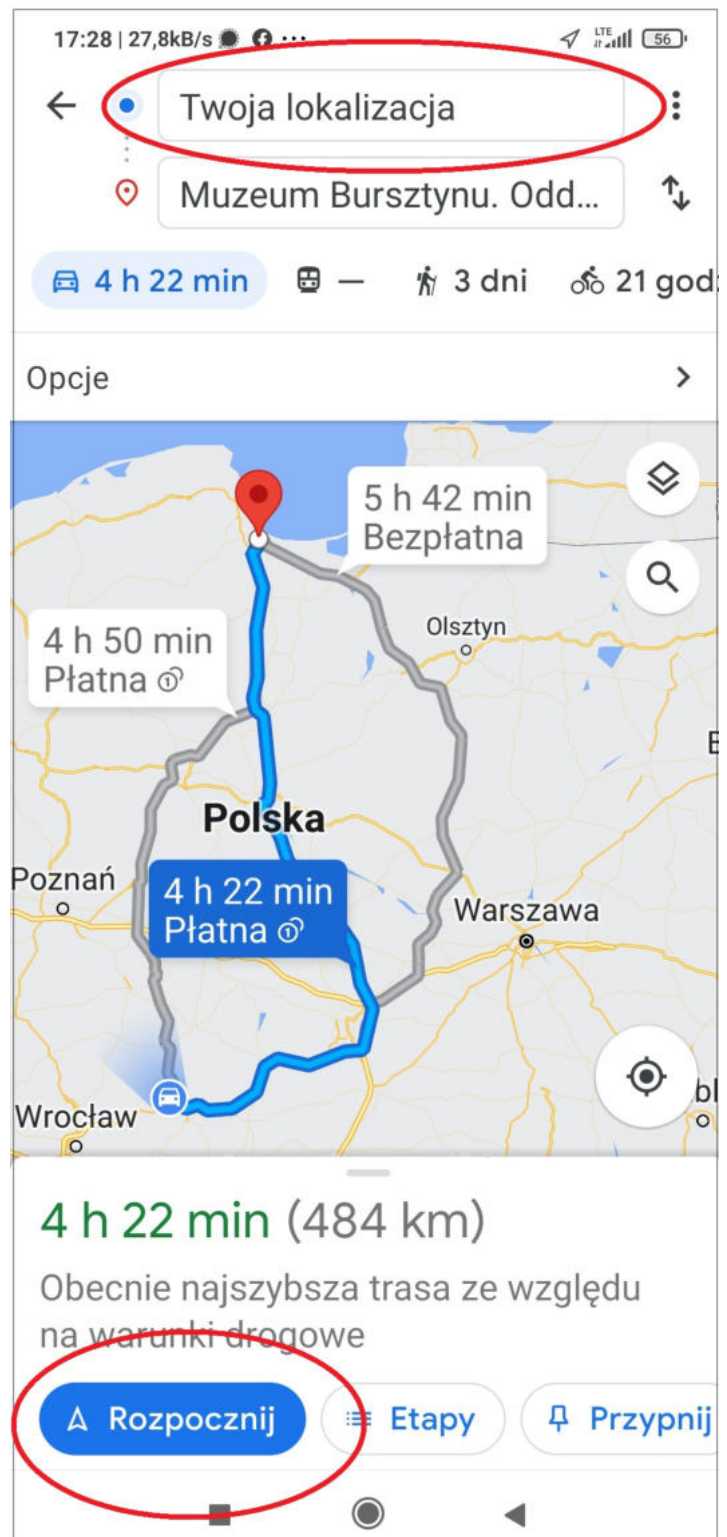 17:28 | 27,8kB/s ...
LTE 56
Twoja lokalizacja
Muzeum Bursztynu. Odd...
4 h 22 min — 3 dni 21 godz
Opcje
5 h 42 min
Bezpłatna
Olsztyn
4 h 50 min
Płatna
Polska
Poznań
4 h 22 min
Płatna
Warszawa
Wrocław
bl
4 h 22 min (484 km)
Obecnie najszybsza trasa ze względu
na warunki drogowe
Rozpocznij Etapy Przypnij